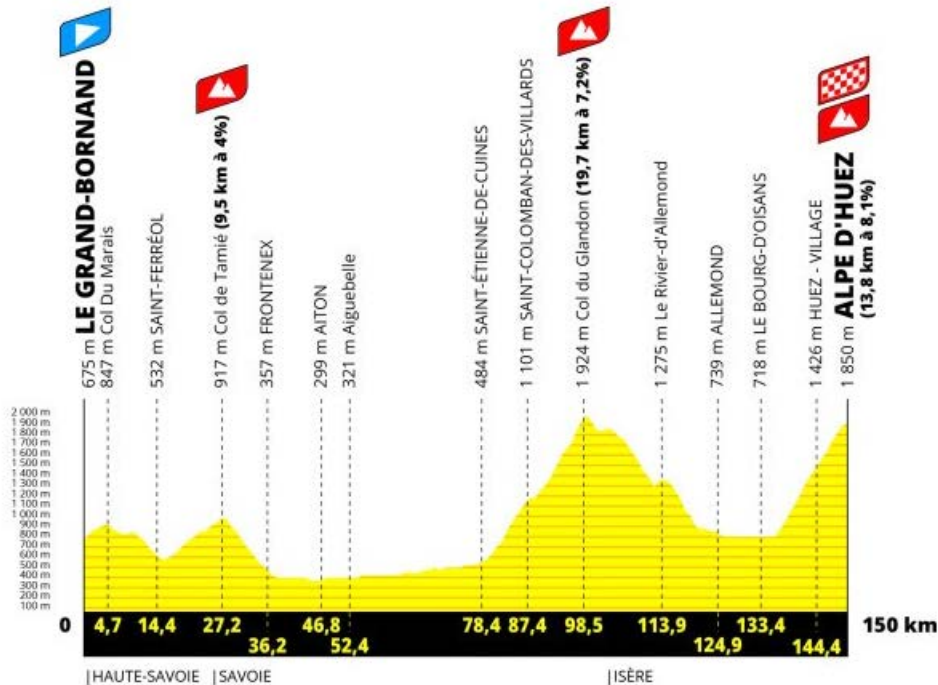 675 m LE GRAND-BORNAND
847 m Col Du Marais
532 m SAINT-FERRÉOL
917 m Col de Tamié (9,5 km à 4%)
357 m FRONTENEX
299 m AITON
321 m Aiguebelle
484 m SAINT-ÉTIENNE-DE-CUINES
1 101 m SAINT-COLOMBAN-DES-VILLARDS
1 924 m Col du Glandon (19,7 km à 7,2%)
1 275 m Le Rivier-d'Allemond
739 m ALLEMOND
718 m LE BOURG-D'OISANS
1 426 m HUEZ - VILLAGE
1 850 m ALPE D'HUEZ
(13,8 km à 8,1%)
2 000 m
1 900 m
1 800 m
1 700 m
1 600 m
1 500 m
1 400 m
1 300 m
1 200 m
1 100 m
1 000 m
900 m
800 m
700 m
600 m
500 m
400 m
300 m
200 m
100 m
0 4,7 14,4 27,2 46,8 78,4 87,4 98,5 113,9 133,4 150 km
36,2 52,4 124,9 144,4
|HAUTE-SAVOIE |SAVOIE |ISÈRE